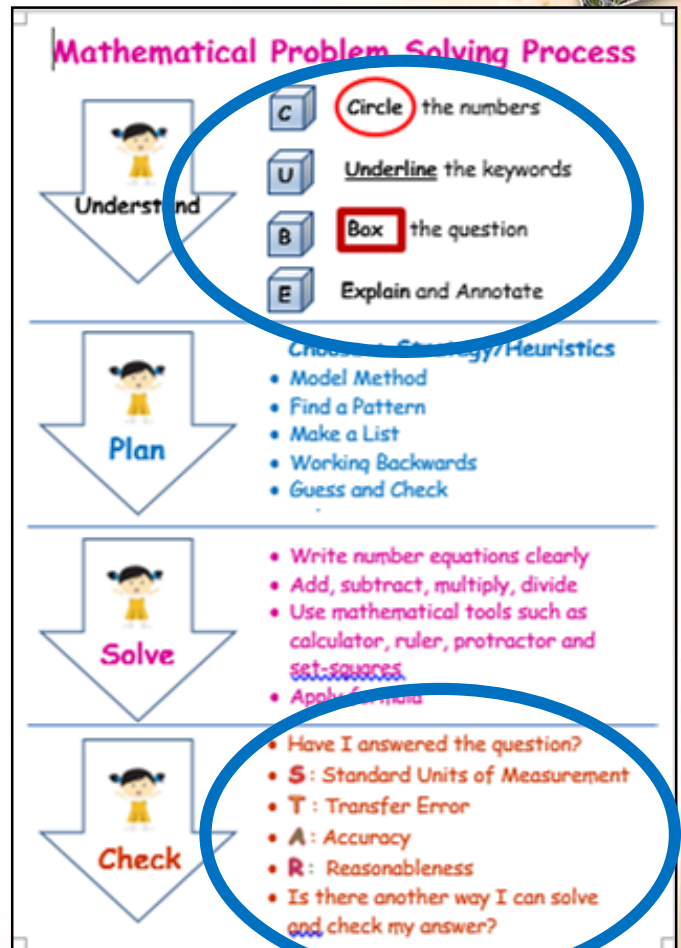 Mathematical Problem Solving Process
Understand
C Circle the numbers
U Underline the keywords
B Box the question
E Explain and Annotate
Plan
Choose a Strategy/Heuristics
• Model Method
• Find a Pattern
• Make a List
• Working Backwards
• Guess and Check
Solve
• Write number equations clearly
• Add, subtract, multiply, divide
• Use mathematical tools such as
calculator, ruler, protractor and
set-squares
• Apply formula
Check
• Have I answered the question?
• S : Standard Units of Measurement
• T : Transfer Error
• A : Accuracy
• R : Reasonableness
• Is there another way I can solve
and check my answer?